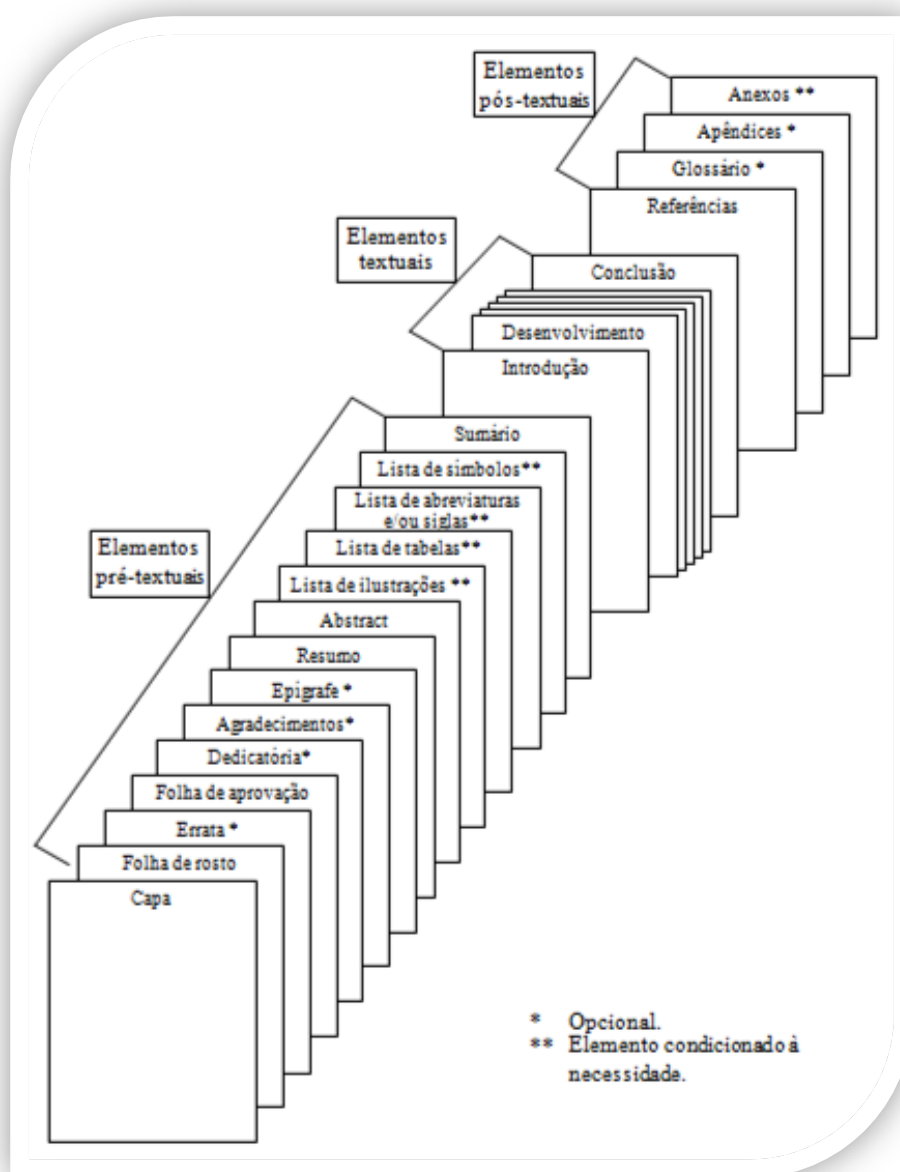 Elementos
pós-textuais
Anexos **
Apêndices *
Glossário *
Referências
Elementos
textuais
Conclusão
Desenvolvimento
Introdução
Sumário
Lista de símbolos**
Lista de abreviaturas
e/ou siglas**
Lista de tabelas**
Lista de ilustrações **
Elementos
pré-textuais
Abstract
Resumo
Epígrafe *
Agradecimentos*
Dedicatória*
Folha de aprovação
Errata *
Folha de rosto
Capa
* Opcional.
** Elemento condicionado à
necessidade.